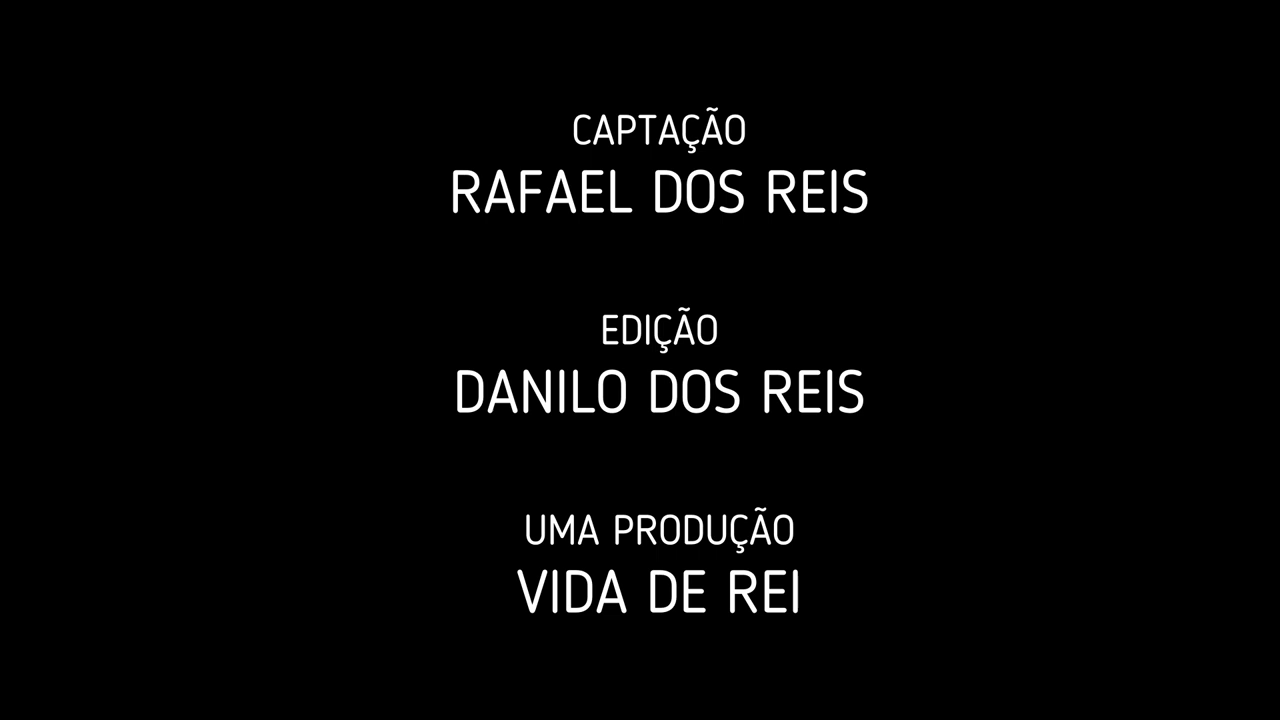 CAPTAÇÃO
RAFAEL DOS REIS
EDIÇÃO
DANILO DOS REIS
UMA PRODUÇÃO
VIDA DE REI